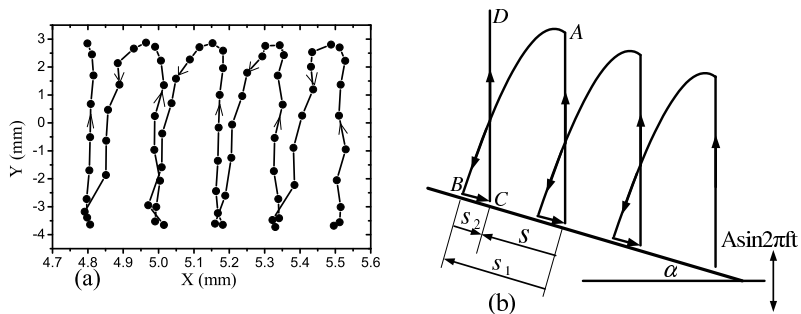 Y (mm)
3
2
1
0
-1
-2
-3
-4
4.7 4.8 4.9 5.0 5.1 5.2 5.3 5.4 5.5 5.6
X (mm)
(a)
D
A
B
C
s₂
s
s₁
α
Asin2πft
(b)